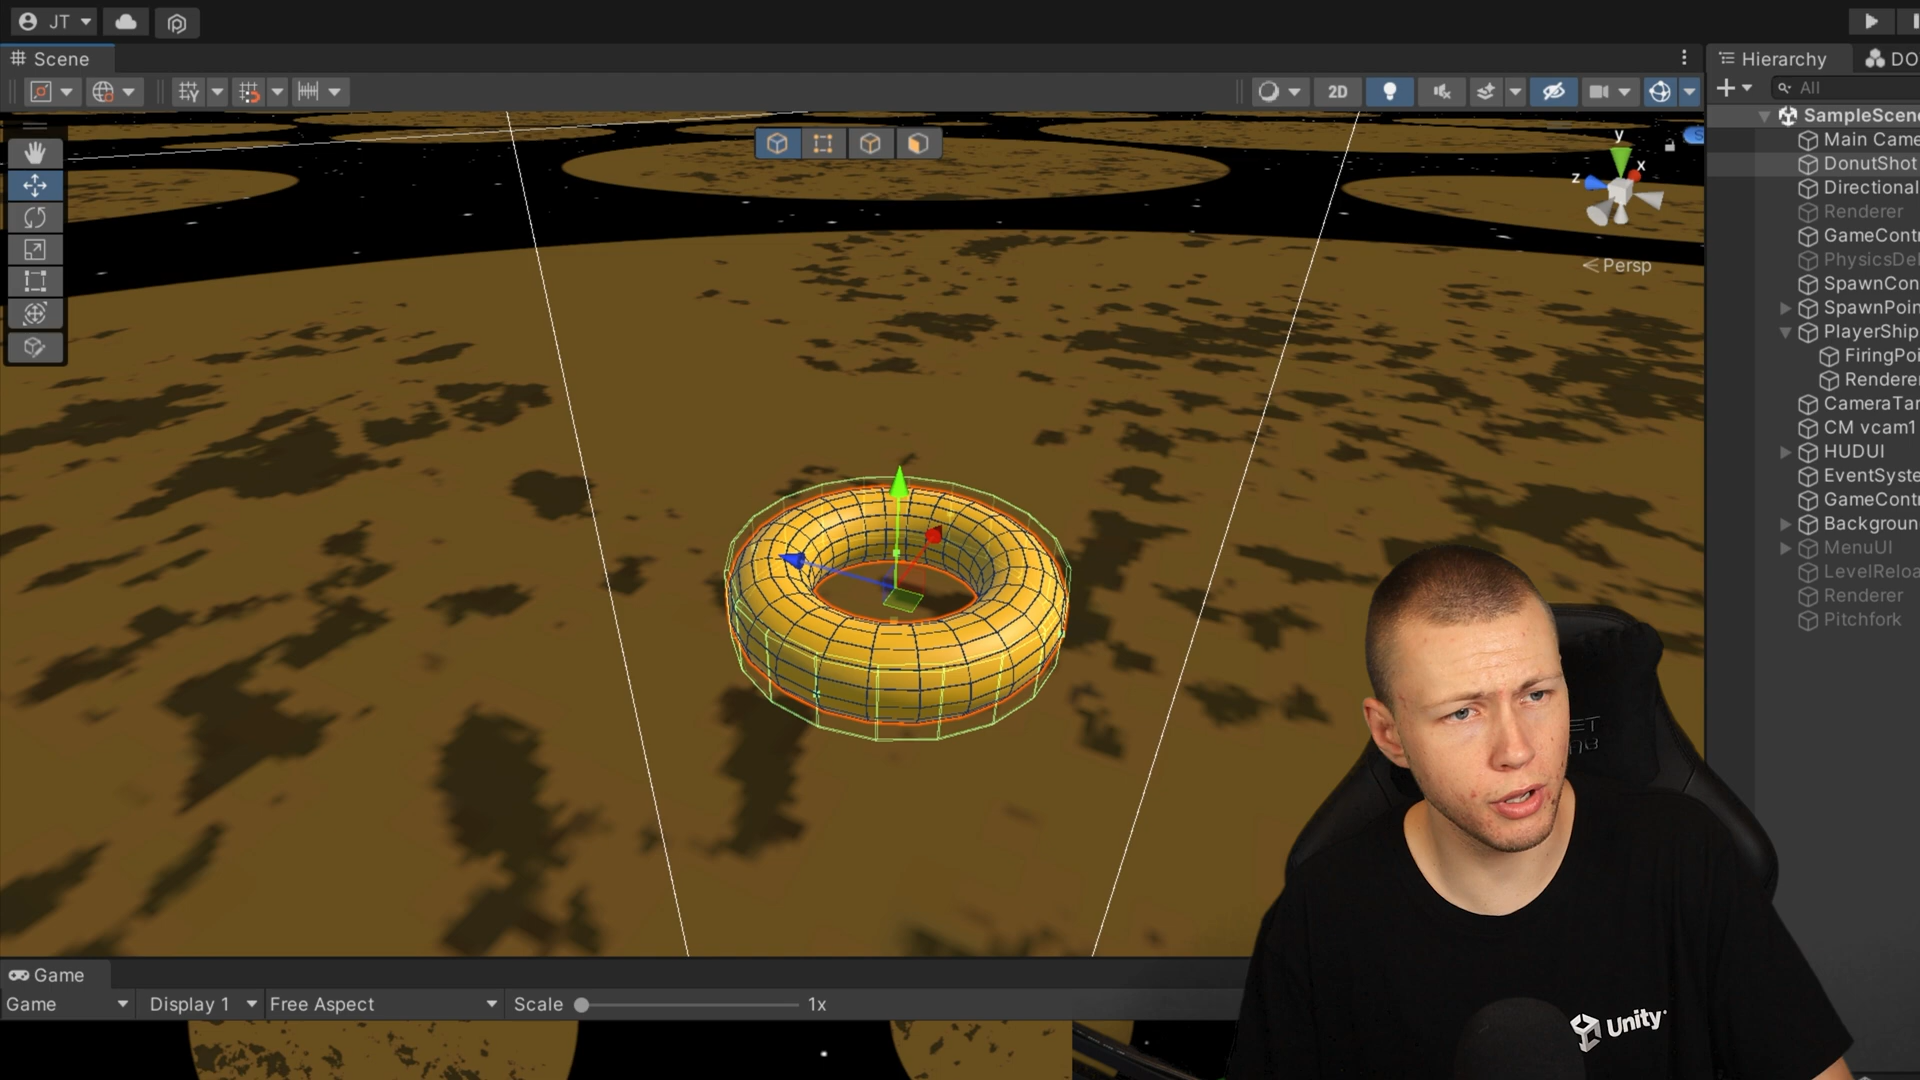 JT
Scene
2D
y
x
z
Persp
Hierarchy
DO
All
SampleScene
Main Came
DonutShot
Directional
Renderer
GameContr
PhysicsDe
SpawnCon
SpawnPoin
PlayerShip
FiringPoi
Renderer
CameraTar
CM vcam1
HUDUI
EventSyste
GameContr
Backgroun
MenuUI
LevelReloa
Renderer
Pitchfork
Game
Game
Display 1
Free Aspect
Scale
1x
Unity